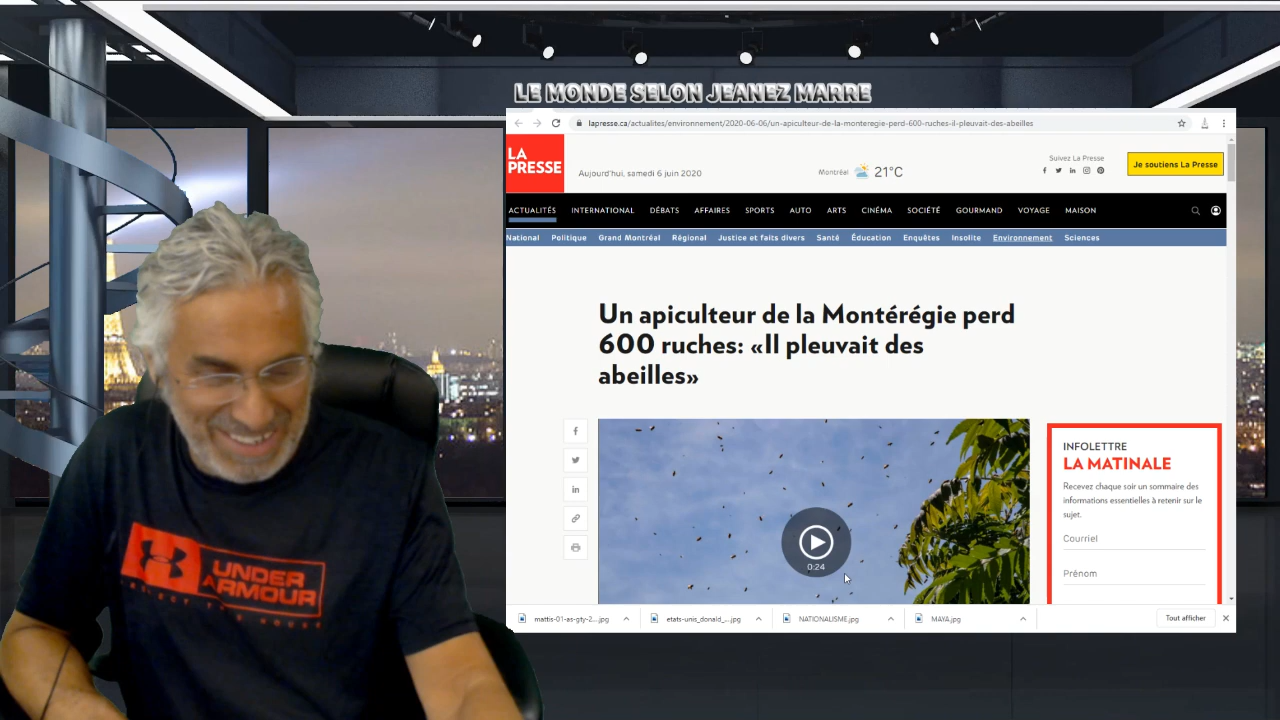 LE MONDE SELON JEANEZ MARRE
lapresse.ca/actualites/environnement/2020-06-06/un-apiculteur-de-la-monteregie-perd-600-ruches-il-pleuvait-des-abeilles
LA
PRESSE
Aujourd'hui, samedi 6 juin 2020
Montréal 21°C
Suivez La Presse
Je soutiens La Presse
ACTUALITÉS INTERNATIONAL DÉBATS AFFAIRES SPORTS AUTO ARTS CINÉMA SOCIÉTÉ GOURMAND VOYAGE MAISON
National Politique Grand Montréal Régional Justice et faits divers Santé Éducation Enquêtes Insolite Environnement Sciences
Un apiculteur de la Montérégie perd
600 ruches: «Il pleuvait des
abeilles»
0:24
INFOLETTRE
LA MATINALE
Recevez chaque soir un sommaire des
informations essentielles à retenir sur le
sujet.
Courriel
Prénom
mattis-01-as-gty-2....jpg
etats-unis_donald_...jpg
NATIONALISME.jpg
MAYA.jpg
Tout afficher
UNDER
ARMOUR